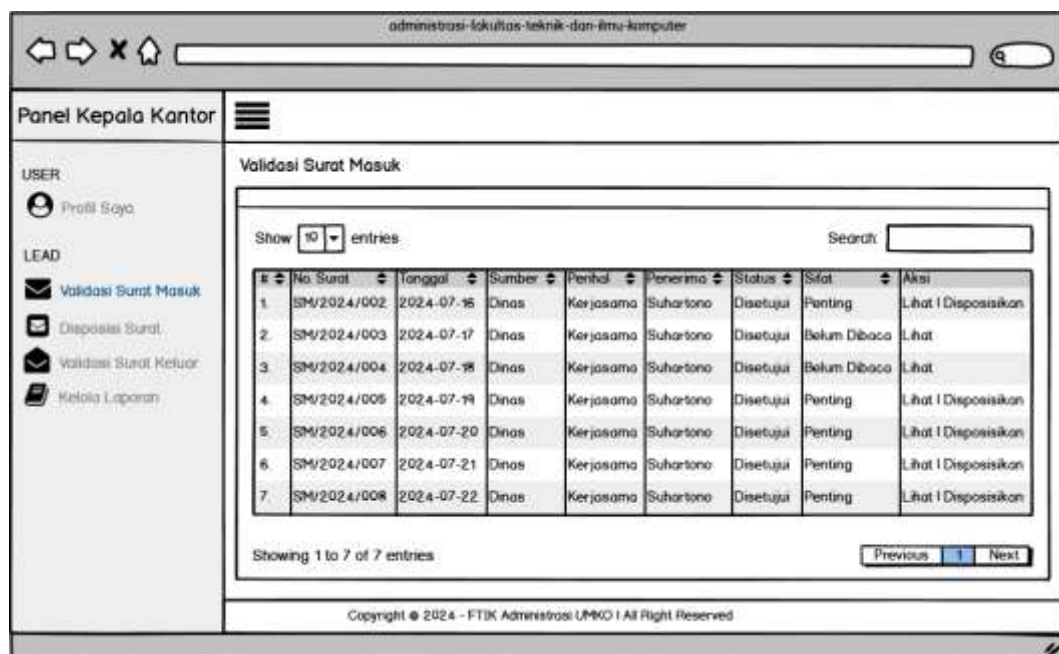 administrasi-fakultas-teknik-dan-ilmu-komputer
Panel Kepala Kantor
USER
Profil Saya
LEAD
Validasi Surat Masuk
Disposisi Surat
Validasi Surat Keluar
Kelola Laporan
Validasi Surat Masuk
Show 10 entries
Search:
# No. Surat Tanggal Sumber Perihal Penerima Status Sifat Aksi
1. SM/2024/002 2024-07-16 Dinas Kerjasama Suhartono Disetujui Penting Lihat | Disposisikan
2. SM/2024/003 2024-07-17 Dinas Kerjasama Suhartono Disetujui Belum Dibaca Lihat
3. SM/2024/004 2024-07-18 Dinas Kerjasama Suhartono Disetujui Belum Dibaca Lihat
4. SM/2024/005 2024-07-19 Dinas Kerjasama Suhartono Disetujui Penting Lihat | Disposisikan
5. SM/2024/006 2024-07-20 Dinas Kerjasama Suhartono Disetujui Penting Lihat | Disposisikan
6. SM/2024/007 2024-07-21 Dinas Kerjasama Suhartono Disetujui Penting Lihat | Disposisikan
7. SM/2024/008 2024-07-22 Dinas Kerjasama Suhartono Disetujui Penting Lihat | Disposisikan
Showing 1 to 7 of 7 entries
Previous 1 Next
Copyright @ 2024 - FTIK Administrasi UMKO | All Right Reserved